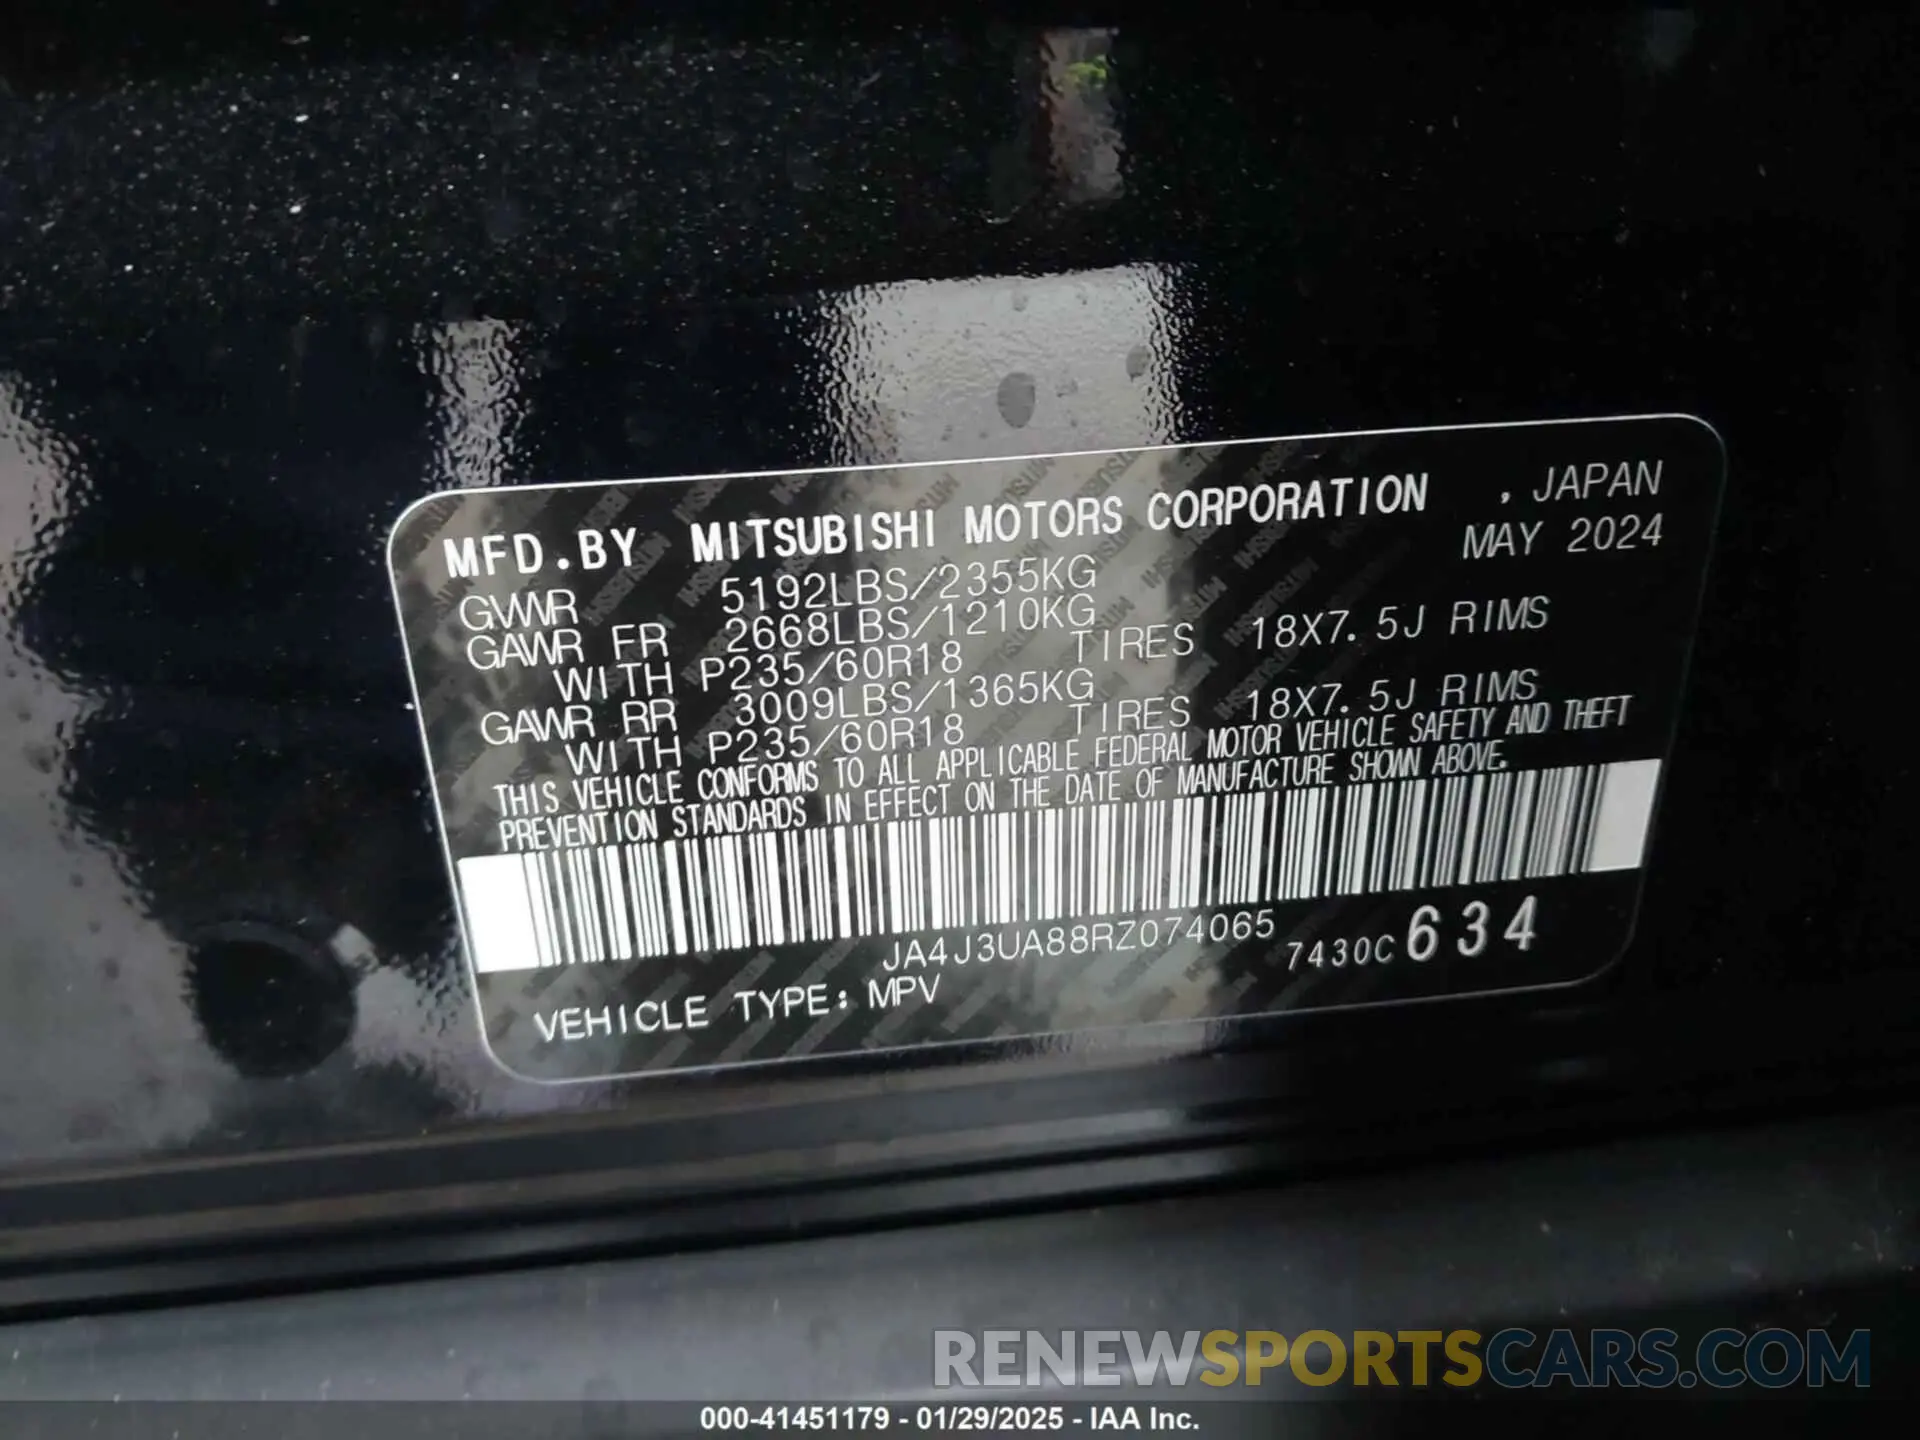 MFD.BY MITSUBISHI MOTORS CORPORATION , JAPAN
MAY 2024
GVWR 5192LBS/2355KG
GAWR FR 2668LBS/1210KG
WITH P235/60R18 TIRES 18X7.5J RIMS
GAWR RR 3009LBS/1365KG
WITH P235/60R18 TIRES 18X7.5J RIMS
THIS VEHICLE CONFORMS TO ALL APPLICABLE FEDERAL MOTOR VEHICLE SAFETY AND THEFT
PREVENTION STANDARDS IN EFFECT ON THE DATE OF MANUFACTURE SHOWN ABOVE.
JA4J3UA88RZ074065 7430C634
VEHICLE TYPE: MPV
RENEWSPORTSCARS.COM
000-41451179 - 01/29/2025 - IAA Inc.